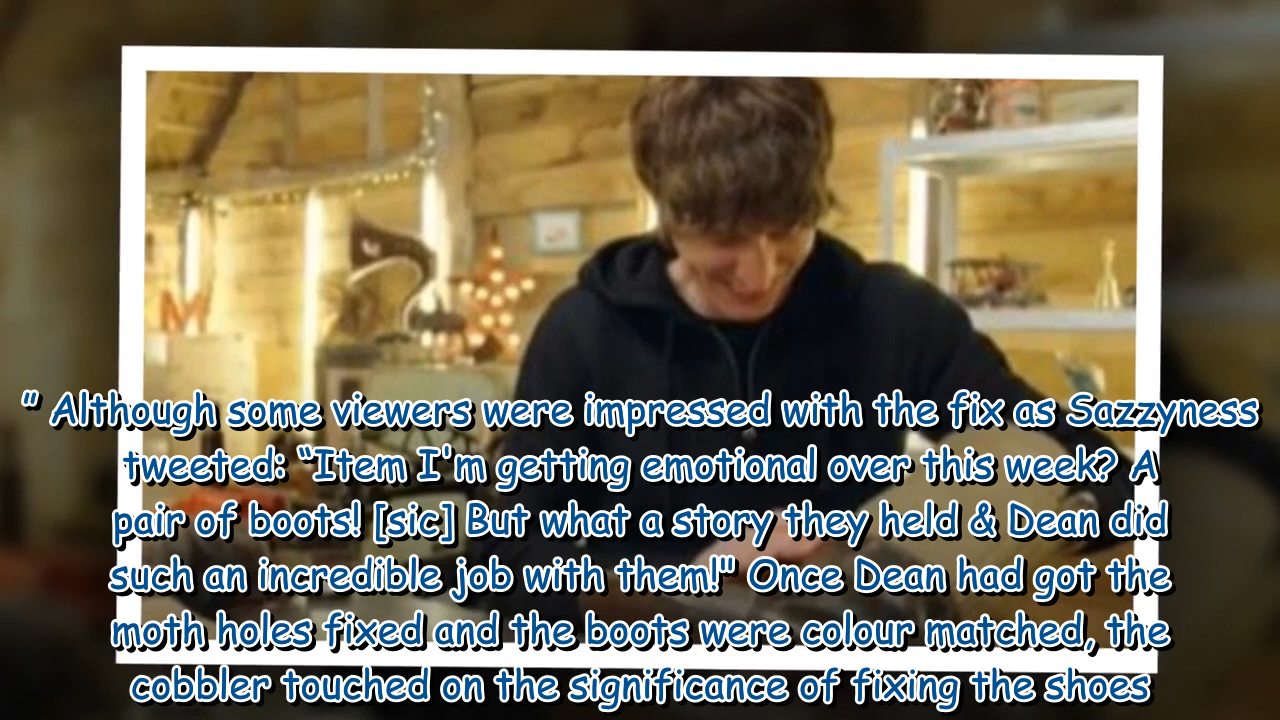 ” Although some viewers were impressed with the fix as Sazzyness
tweeted: “Item I'm getting emotional over this week? A
pair of boots! [sic] But what a story they held & Dean did
such an incredible job with them!" Once Dean had got the
moth holes fixed and the boots were colour matched, the
cobbler touched on the significance of fixing the shoes